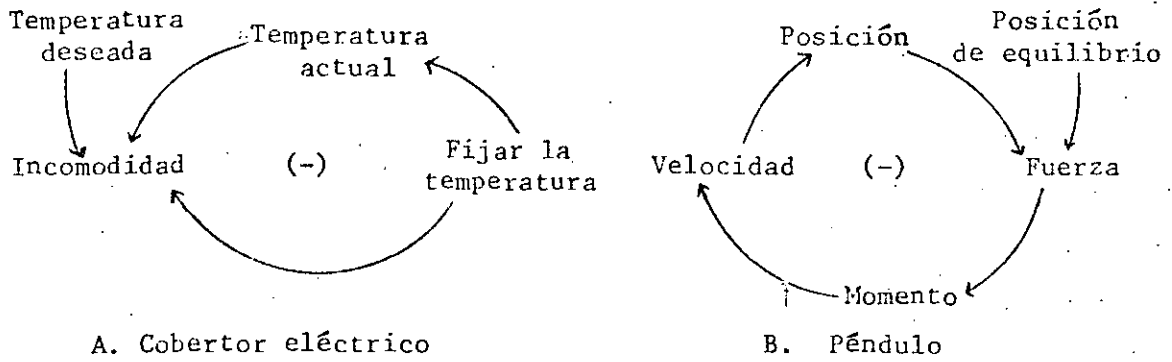 Temperatura
deseada
Temperatura
actual
Incomodidad
(-)
Fijar la
temperatura
A. Cobertor eléctrico
Posición
Posición
de equilibrio
Velocidad
(-)
Fuerza
Momento
B. Péndulo